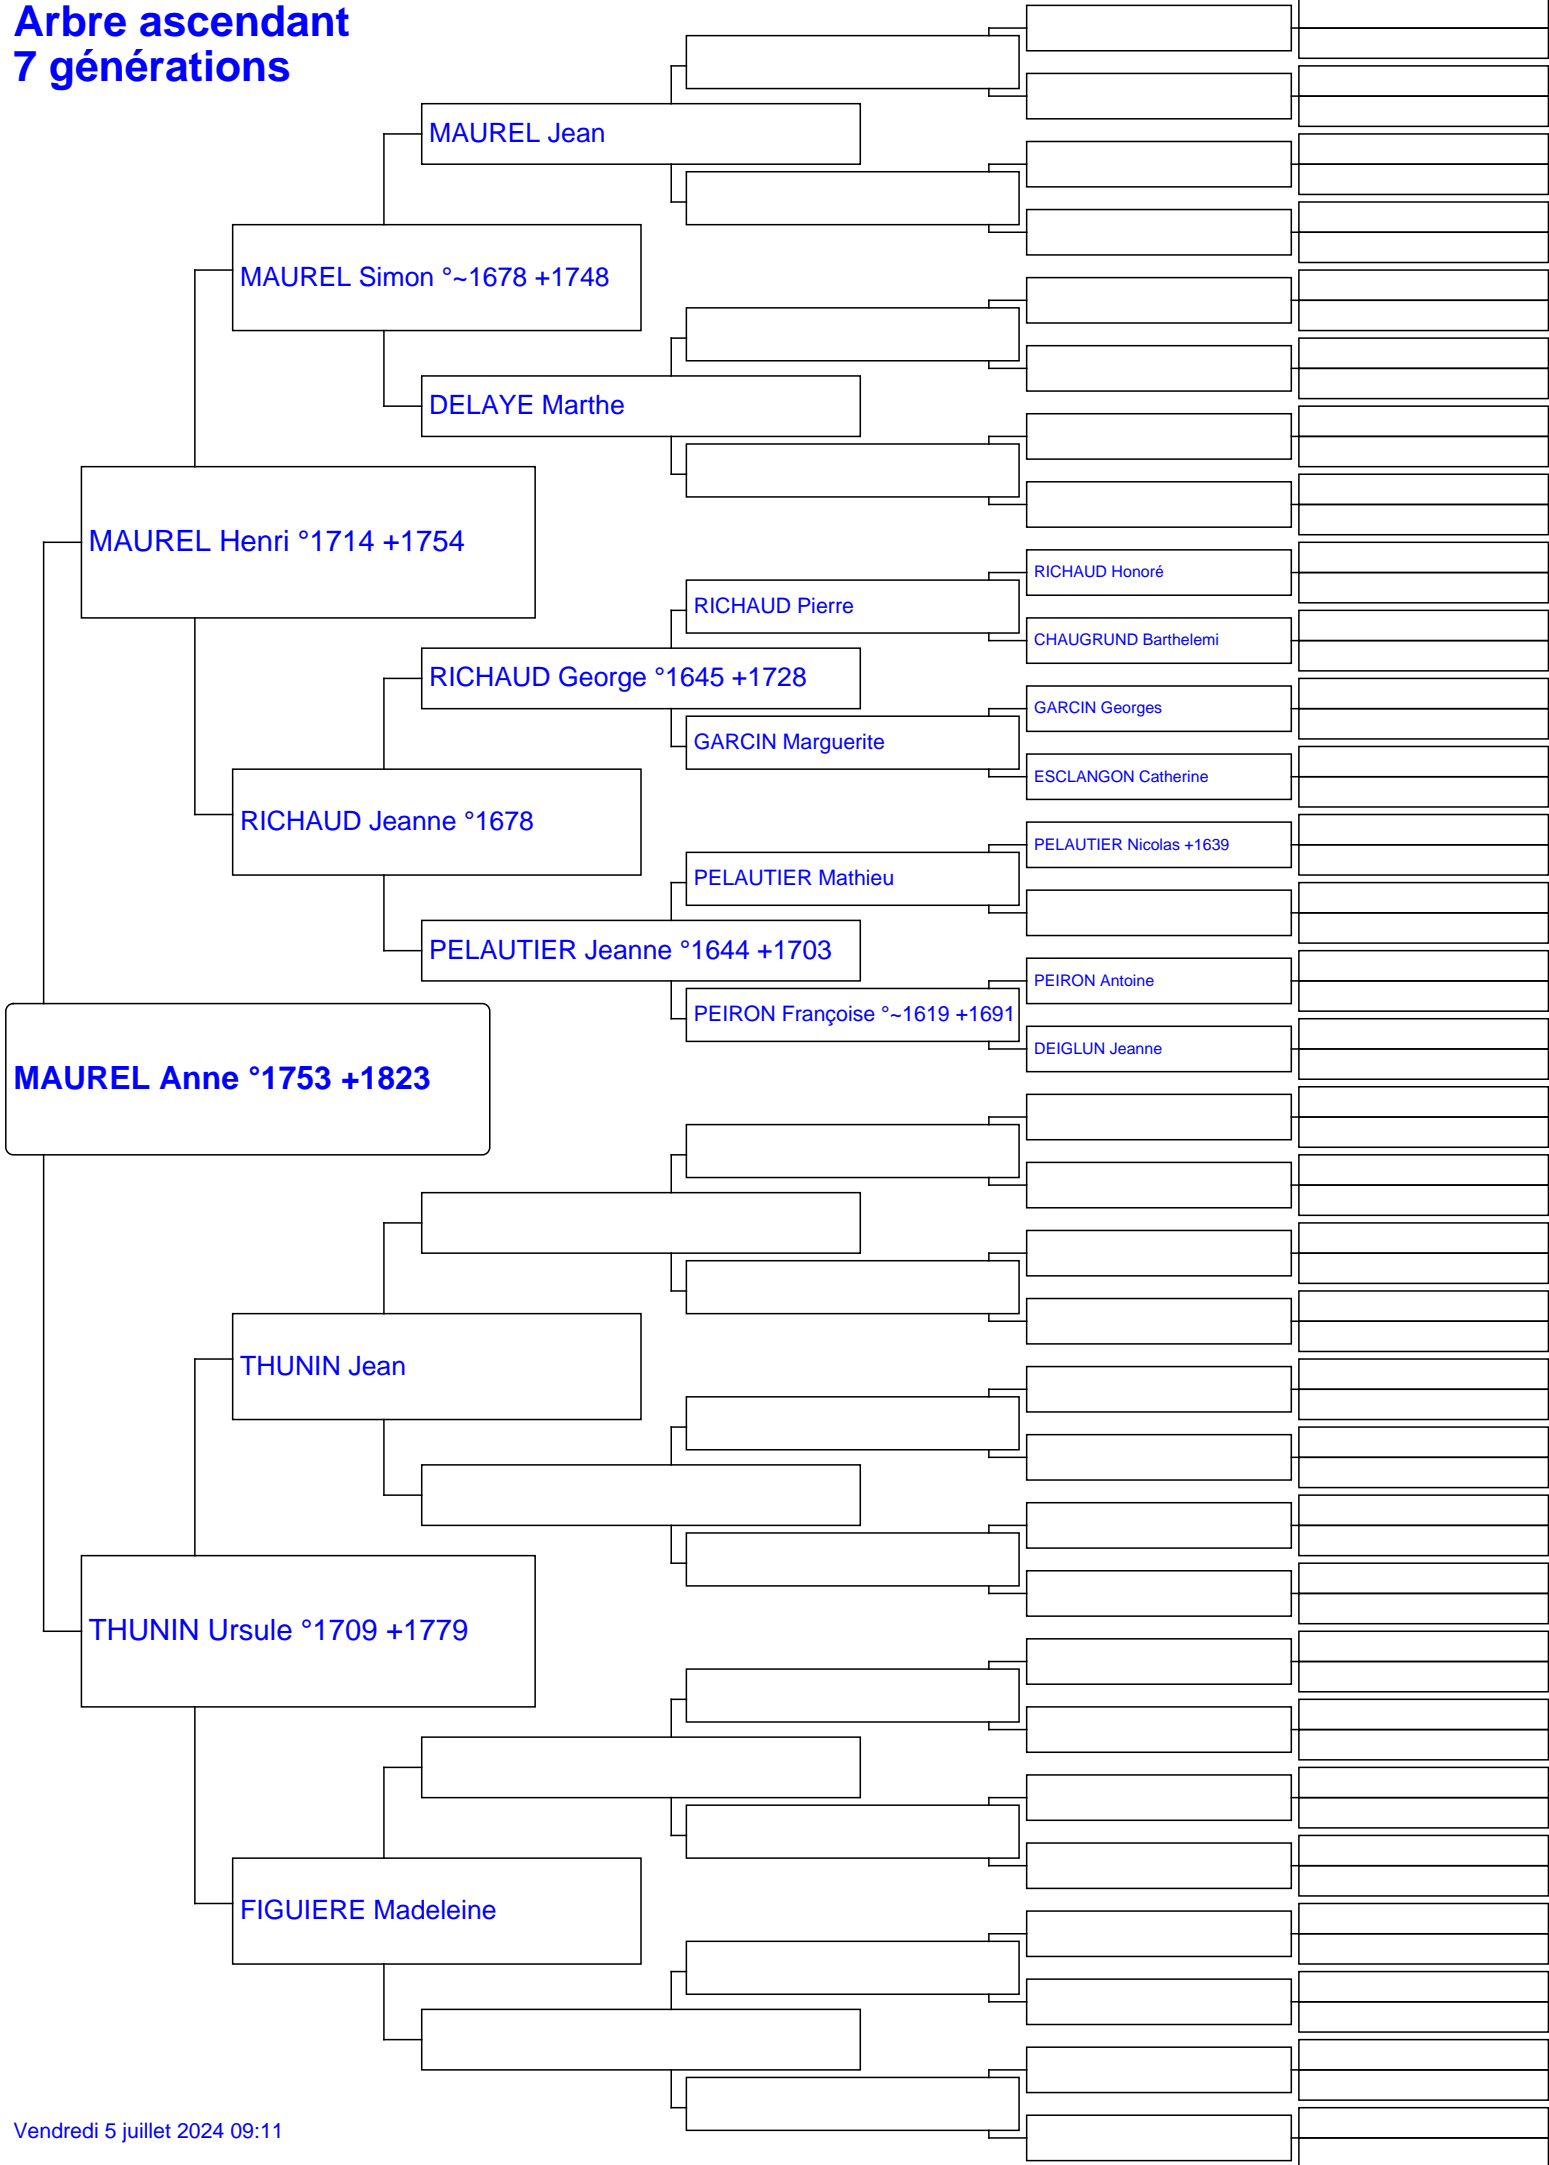 Arbre ascendant
7 générations
MAUREL Jean
MAUREL Simon °~1678 +1748
DELAYE Marthe
MAUREL Henri °1714 +1754
RICHAUD Honoré
RICHAUD Pierre
CHAUGRUND Barthelemi
RICHAUD George °1645 +1728
GARCIN Georges
GARCIN Marguerite
ESCLANGON Catherine
RICHAUD Jeanne °1678
PELAUTIER Nicolas +1639
PELAUTIER Mathieu
PELAUTIER Jeanne °1644 +1703
PEIRON Antoine
PEIRON Françoise °~1619 +1691
DEIGLUN Jeanne
MAUREL Anne °1753 +1823
THUNIN Jean
THUNIN Ursule °1709 +1779
FIGUIERE Madeleine
Vendredi 5 juillet 2024 09:11